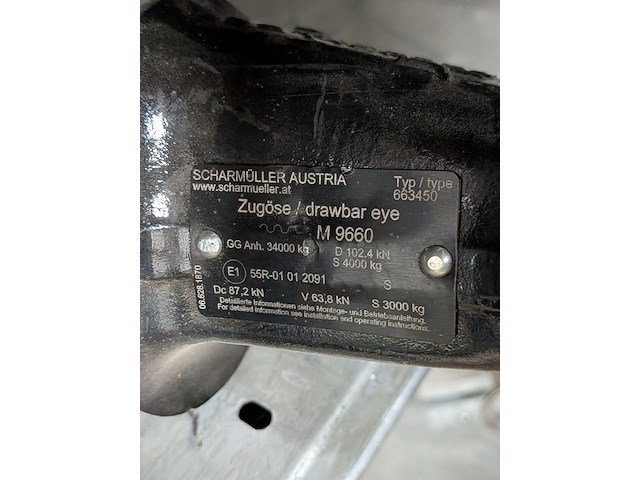 SCHARMÜLLER AUSTRIA
www.scharmueller.at
Typ / type
663450
Zugöse / drawbar eye
M 9660
GG Anh. 34000 kg
D 102,4 kN
S 4000 kg
E1 55R-01 01 2091 S
Dc 87,2 kN V 63,8 kN S 3000 kg
Detaillierte Informationen siehe Montage- und Betriebsanleitung.
For detailed info see installation and operating instructions.
06.628.1870